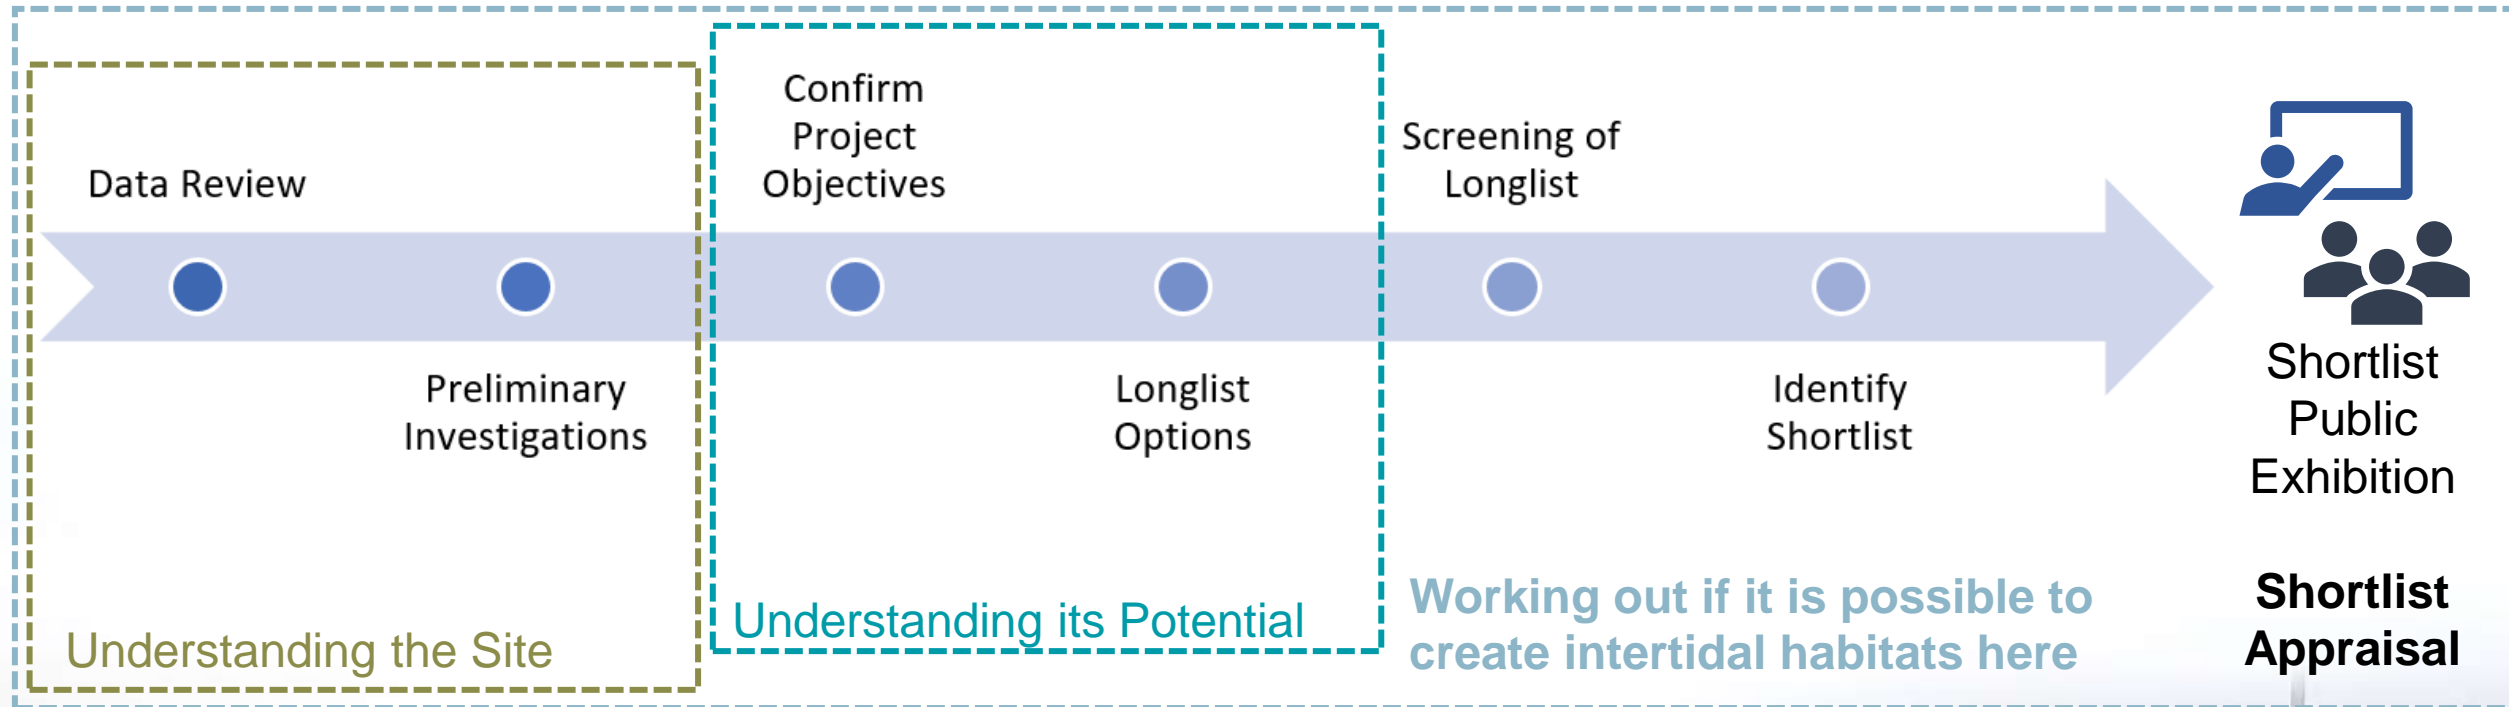 Data Review
Preliminary
Investigations
Understanding the Site
Confirm
Project
Objectives
Longlist
Options
Understanding its Potential
Screening of
Longlist
Identify
Shortlist
Working out if it is possible to
create intertidal habitats here
Shortlist
Public
Exhibition
Shortlist
Appraisal